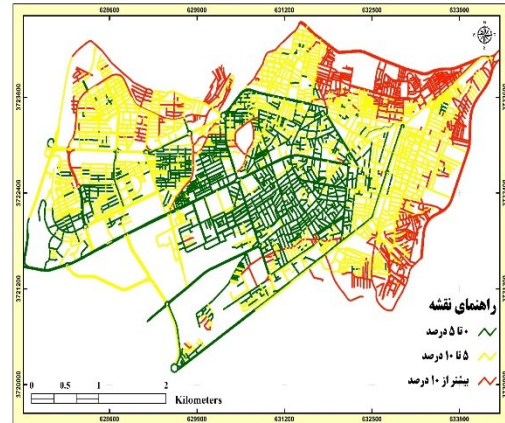 628600 629900 631200 632500 633800
N
3723600
3722400
3721200
3720000
راهنمای نقشه
۰ تا ۵ درصد
۵ تا ۱۰ درصد
بیشتر از ۱۰ درصد
0 0.5 1 2
Kilometers
628600 629900 631200 632500 633800